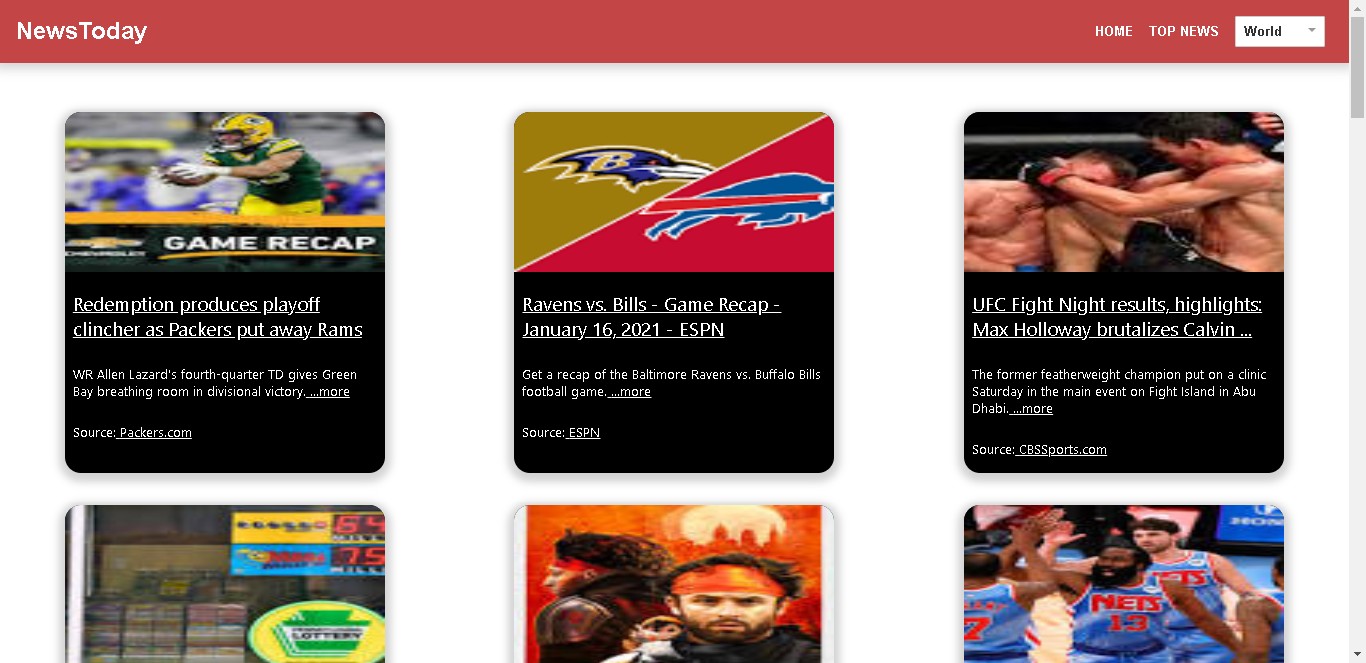 NewsToday
HOME
TOP NEWS
World
CHEVROLET
GAME RECAP
B
Redemption produces playoff
clincher as Packers put away Rams
WR Allen Lazard's fourth-quarter TD gives Green
Bay breathing room in divisional victory. ...more
Source: Packers.com
Ravens vs. Bills - Game Recap -
January 16, 2021 - ESPN
Get a recap of the Baltimore Ravens vs. Buffalo Bills
football game. ...more
Source: ESPN
UFC Fight Night results, highlights:
Max Holloway brutalizes Calvin ...
The former featherweight champion put on a clinic
Saturday in the main event on Fight Island in Abu
Dhabi. ...more
Source: CBSSports.com
LOTTERY
NETS
13
7